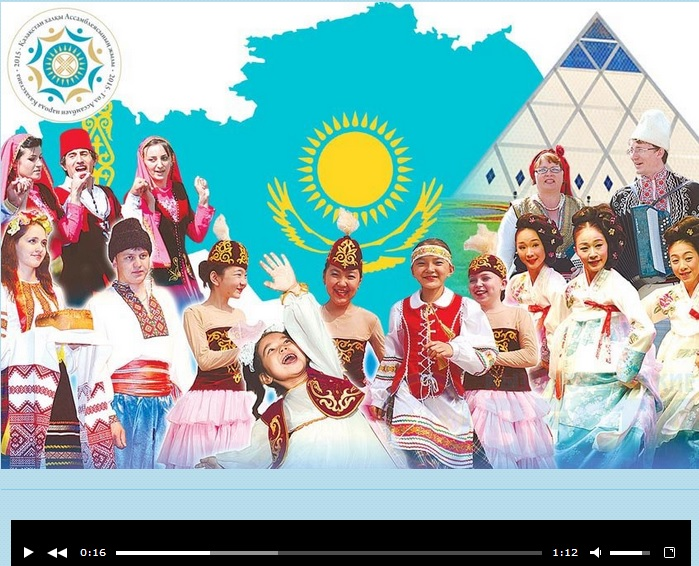 2015 - Қазақстан халқы Ассамблеясының жылы
2015 - Год Ассамблеи народа Казахстана
0:16
1:12